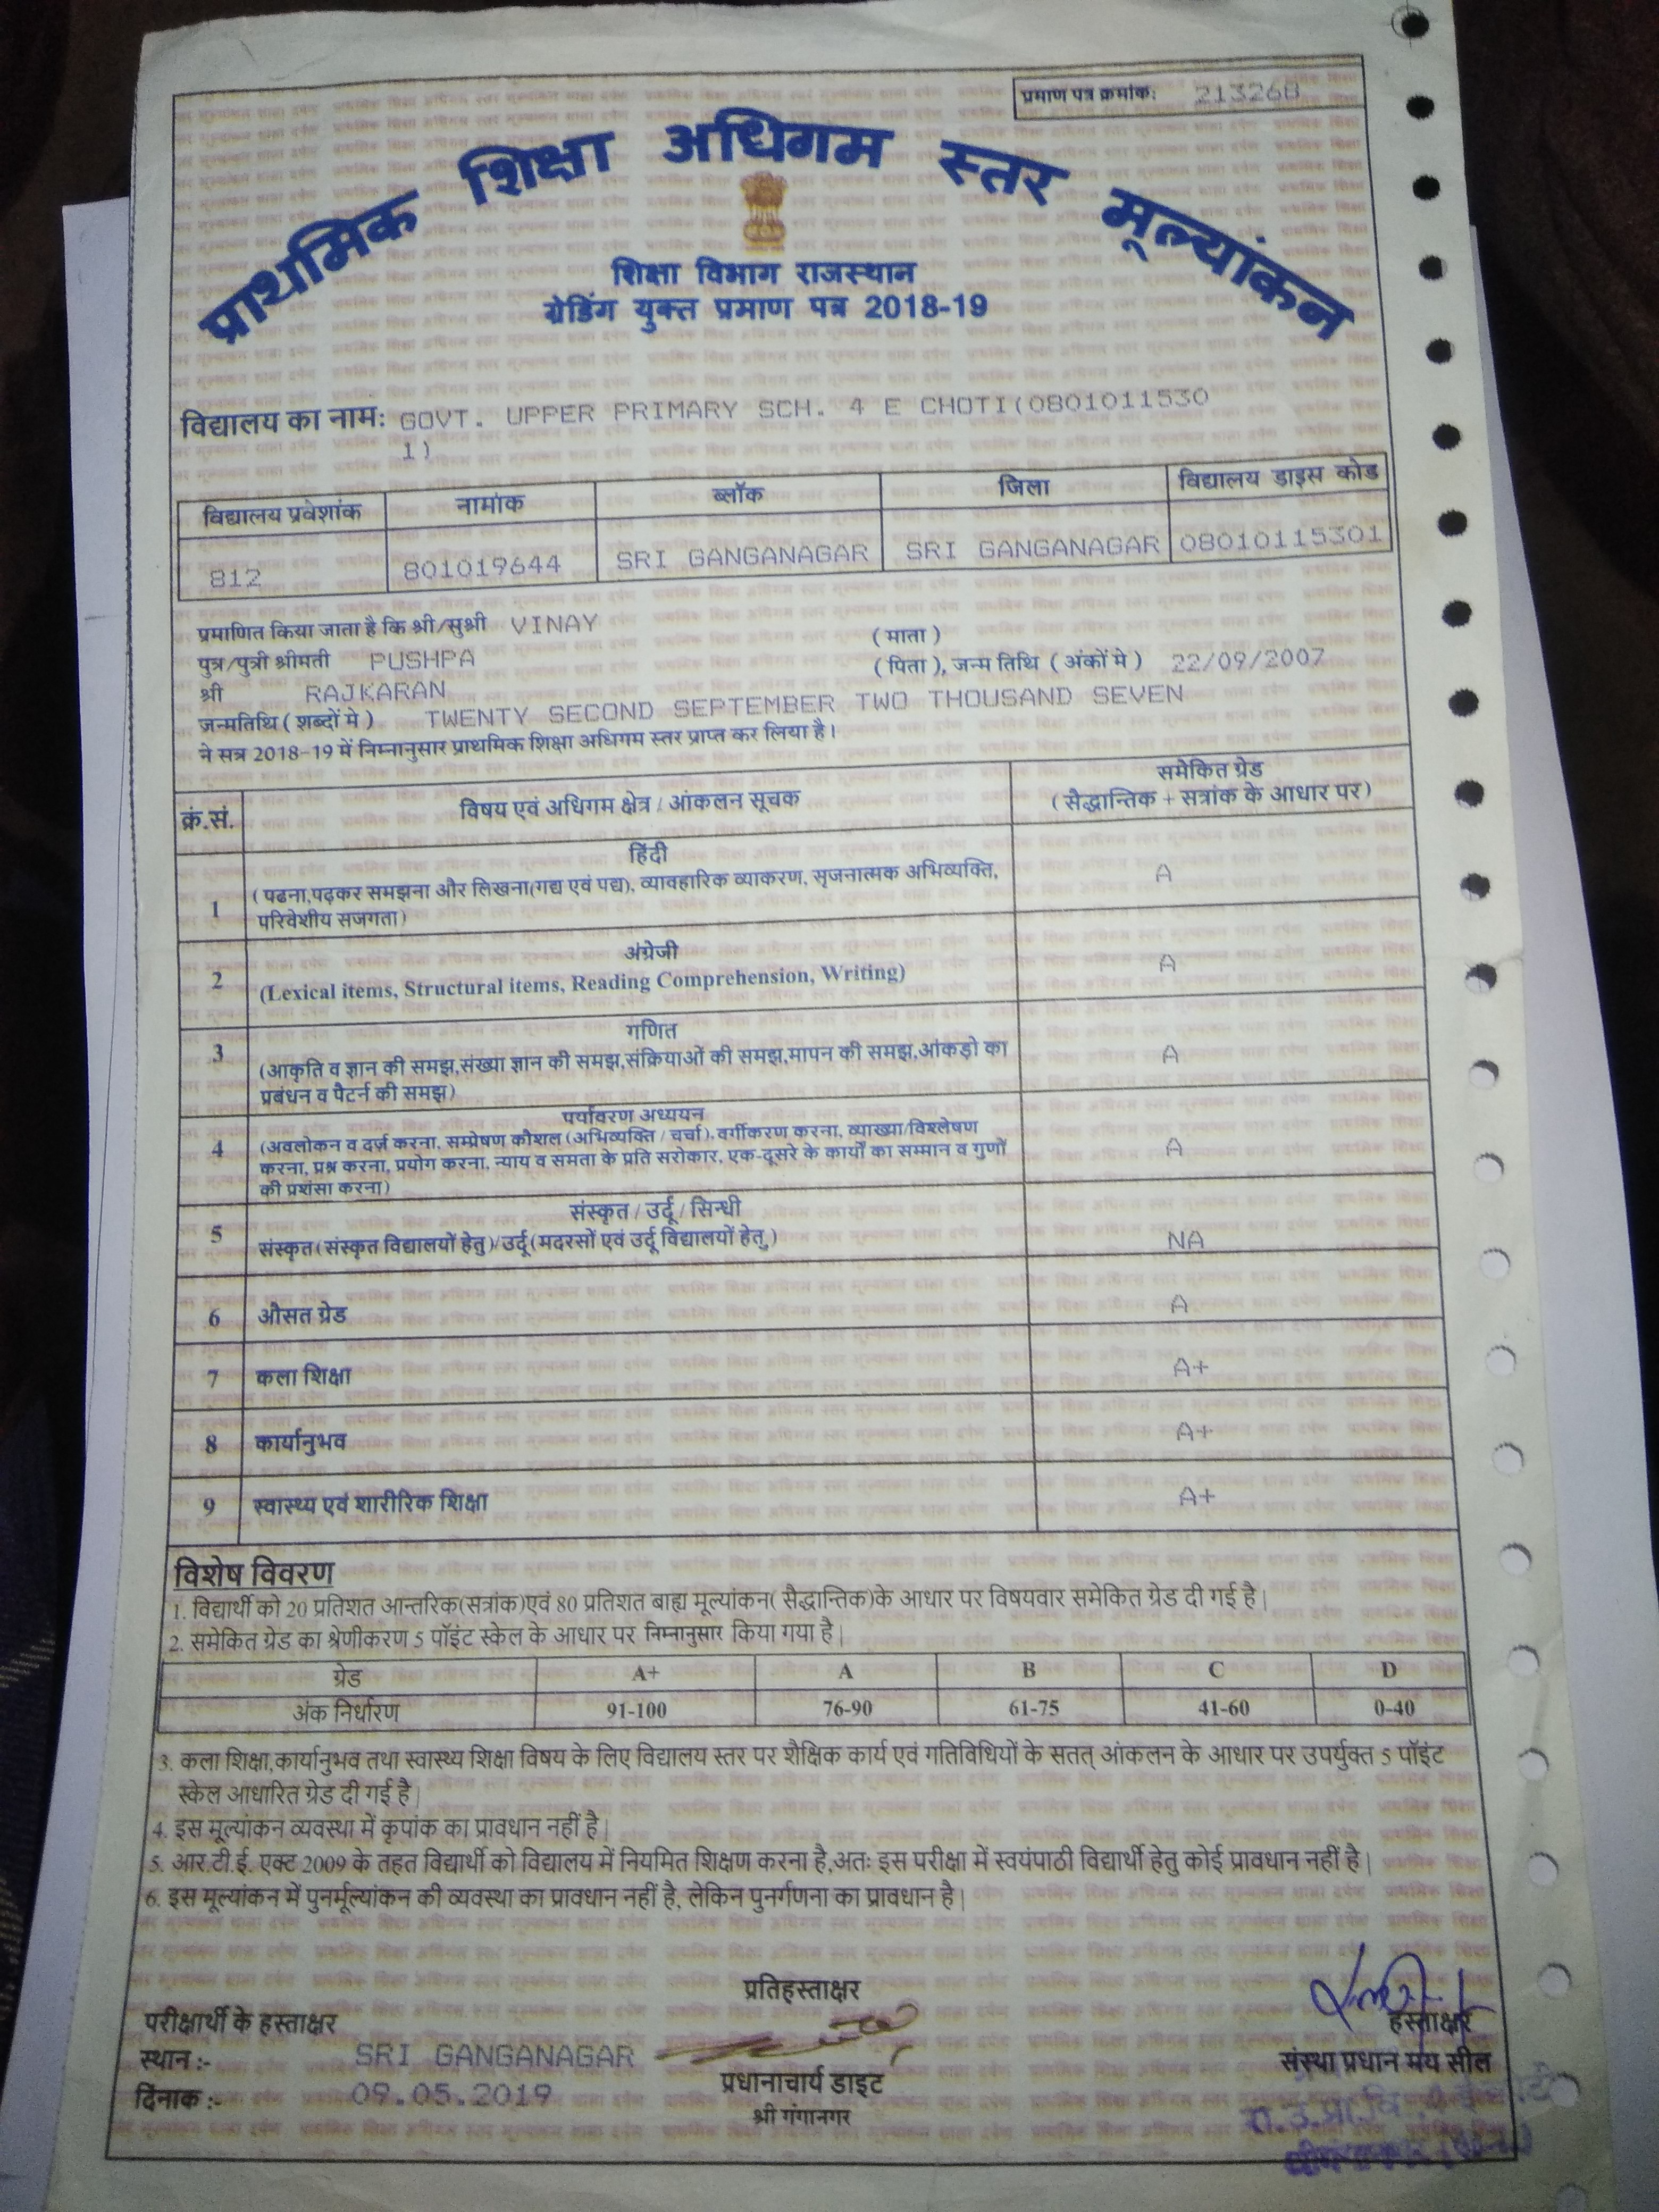 प्रमाण पत्र क्रमांक: 213268
प्राथमिक शिक्षा अधिगम स्तर मूल्यांकन
शिक्षा विभाग राजस्थान
ग्रेडिंग युक्त प्रमाण पत्र 2018-19
विद्यालय का नाम: GOVT. UPPER PRIMARY SCH. 4 E CHOTI(0801011530
1)
विद्यालय प्रवेशांक नामांक ब्लॉक जिला विद्यालय डाइस कोड
812 801019644 SRI GANGANAGAR SRI GANGANAGAR 08010115301
प्रमाणित किया जाता है कि श्री/सुश्री VINAY
पुत्र/पुत्री श्रीमती PUSHPA (माता)
श्री RAJKARAN (पिता), जन्म तिथि (अंकों मे) 22/09/2007
जन्मतिथि (शब्दों मे) TWENTY SECOND SEPTEMBER TWO THOUSAND SEVEN
ने सत्र 2018-19 में निम्नानुसार प्राथमिक शिक्षा अधिगम स्तर प्राप्त कर लिया है।
क्रं.सं. विषय एवं अधिगम क्षेत्र / आंकलन सूचक समेकित ग्रेड
(सैद्धान्तिक + सत्रांक के आधार पर)
हिंदी
1 (पढना,पढ़कर समझना और लिखना(गद्य एवं पद्य), व्यावहारिक व्याकरण, सृजनात्मक अभिव्यक्ति, A
परिवेशीय सजगता)
अंग्रेजी
2 (Lexical items, Structural items, Reading Comprehension, Writing) A
गणित
3 (आकृति व ज्ञान की समझ,संख्या ज्ञान की समझ,संक्रियाओं की समझ,मापन की समझ,आंकड़ो का A
प्रबंधन व पैटर्न की समझ)
पर्यावरण अध्ययन
4 (अवलोकन व दर्ज़ करना, सम्प्रेषण कौशल (अभिव्यक्ति / चर्चा), वर्गीकरण करना, व्याख्या/विश्लेषण A
करना, प्रश्न करना, प्रयोग करना, न्याय व समता के प्रति सरोकार, एक-दूसरे के कार्यों का सम्मान व गुणों
की प्रशंसा करना)
संस्कृत / उर्दू / सिन्धी
5 संस्कृत (संस्कृत विद्यालयों हेतु)/उर्दू (मदरसों एवं उर्दू विद्यालयों हेतु,) NA
6 औसत ग्रेड A
7 कला शिक्षा A+
8 कार्यानुभव A+
9 स्वास्थ्य एवं शारीरिक शिक्षा A+
विशेष विवरण
1. विद्यार्थी को 20 प्रतिशत आन्तरिक(सत्रांक)एवं 80 प्रतिशत बाह्य मूल्यांकन( सैद्धान्तिक)के आधार पर विषयवार समेकित ग्रेड दी गई है|
2. समेकित ग्रेड का श्रेणीकरण 5 पॉइंट स्केल के आधार पर निम्नानुसार किया गया है|
ग्रेड A+ A B C D
अंक निर्धारण 91-100 76-90 61-75 41-60 0-40
3. कला शिक्षा,कार्यानुभव तथा स्वास्थ्य शिक्षा विषय के लिए विद्यालय स्तर पर शैक्षिक कार्य एवं गतिविधियों के सतत् आंकलन के आधार पर उपर्युक्त 5 पॉइंट
स्केल आधारित ग्रेड दी गई है|
4. इस मूल्यांकन व्यवस्था में कृपांक का प्रावधान नहीं है|
5. आर.टी.ई. एक्ट 2009 के तहत विद्यार्थी को विद्यालय में नियमित शिक्षण करना है,अतः इस परीक्षा में स्वयंपाठी विद्यार्थी हेतु कोई प्रावधान नहीं है|
6. इस मूल्यांकन में पुनर्मूल्यांकन की व्यवस्था का प्रावधान नहीं है, लेकिन पुनर्गणना का प्रावधान है|
प्रतिहस्ताक्षर
परीक्षार्थी के हस्ताक्षर हस्ताक्षर
स्थान :- SRI GANGANAGAR संस्था प्रधान मय सील
दिंनाक :- 09.05.2019 प्रधानाचार्य डाइट
श्री गंगानगर
रा.उ.प्रा.वि.